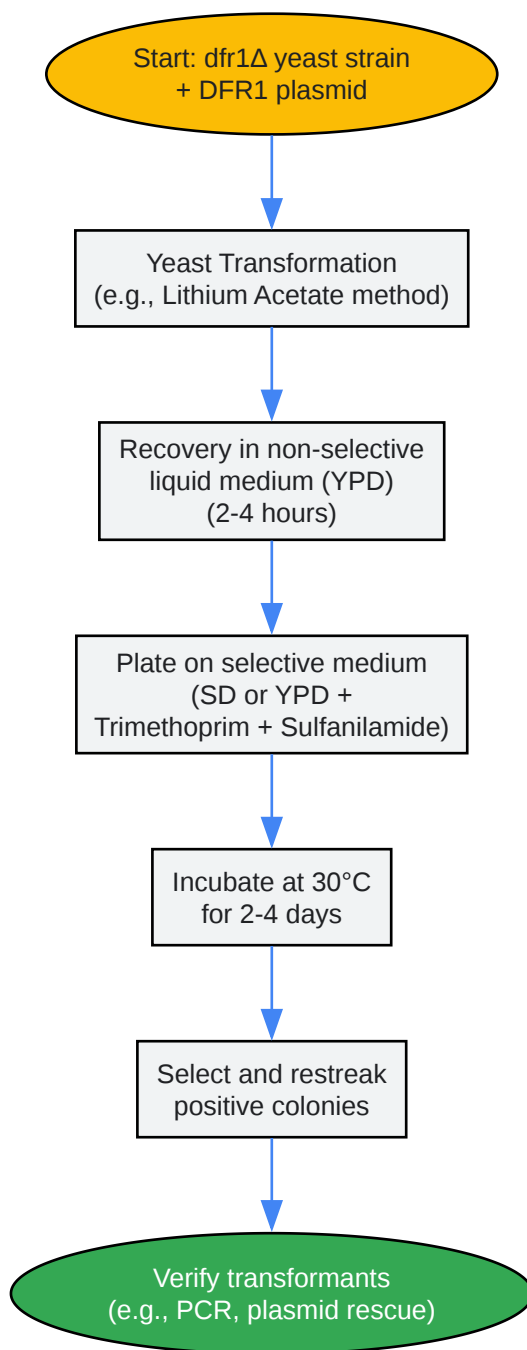 Start: dfr1Δ yeast strain
+ DFR1 plasmid
Yeast Transformation
(e.g., Lithium Acetate method)
Recovery in non-selective
liquid medium (YPD)
(2-4 hours)
Plate on selective medium
(SD or YPD +
Trimethoprim + Sulfanilamide)
Incubate at 30°C
for 2-4 days
Select and restreak
positive colonies
Verify transformants
(e.g., PCR, plasmid rescue)